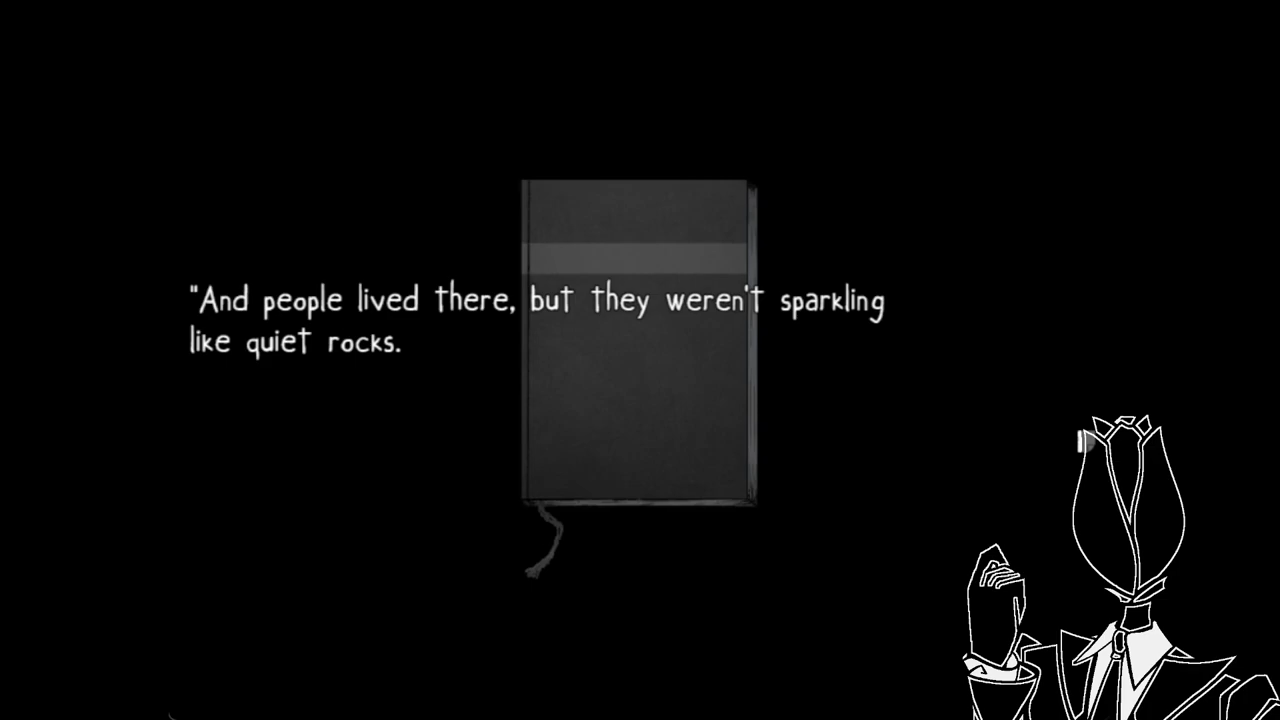 "And people lived there, but they weren't sparkling
like quiet rocks.